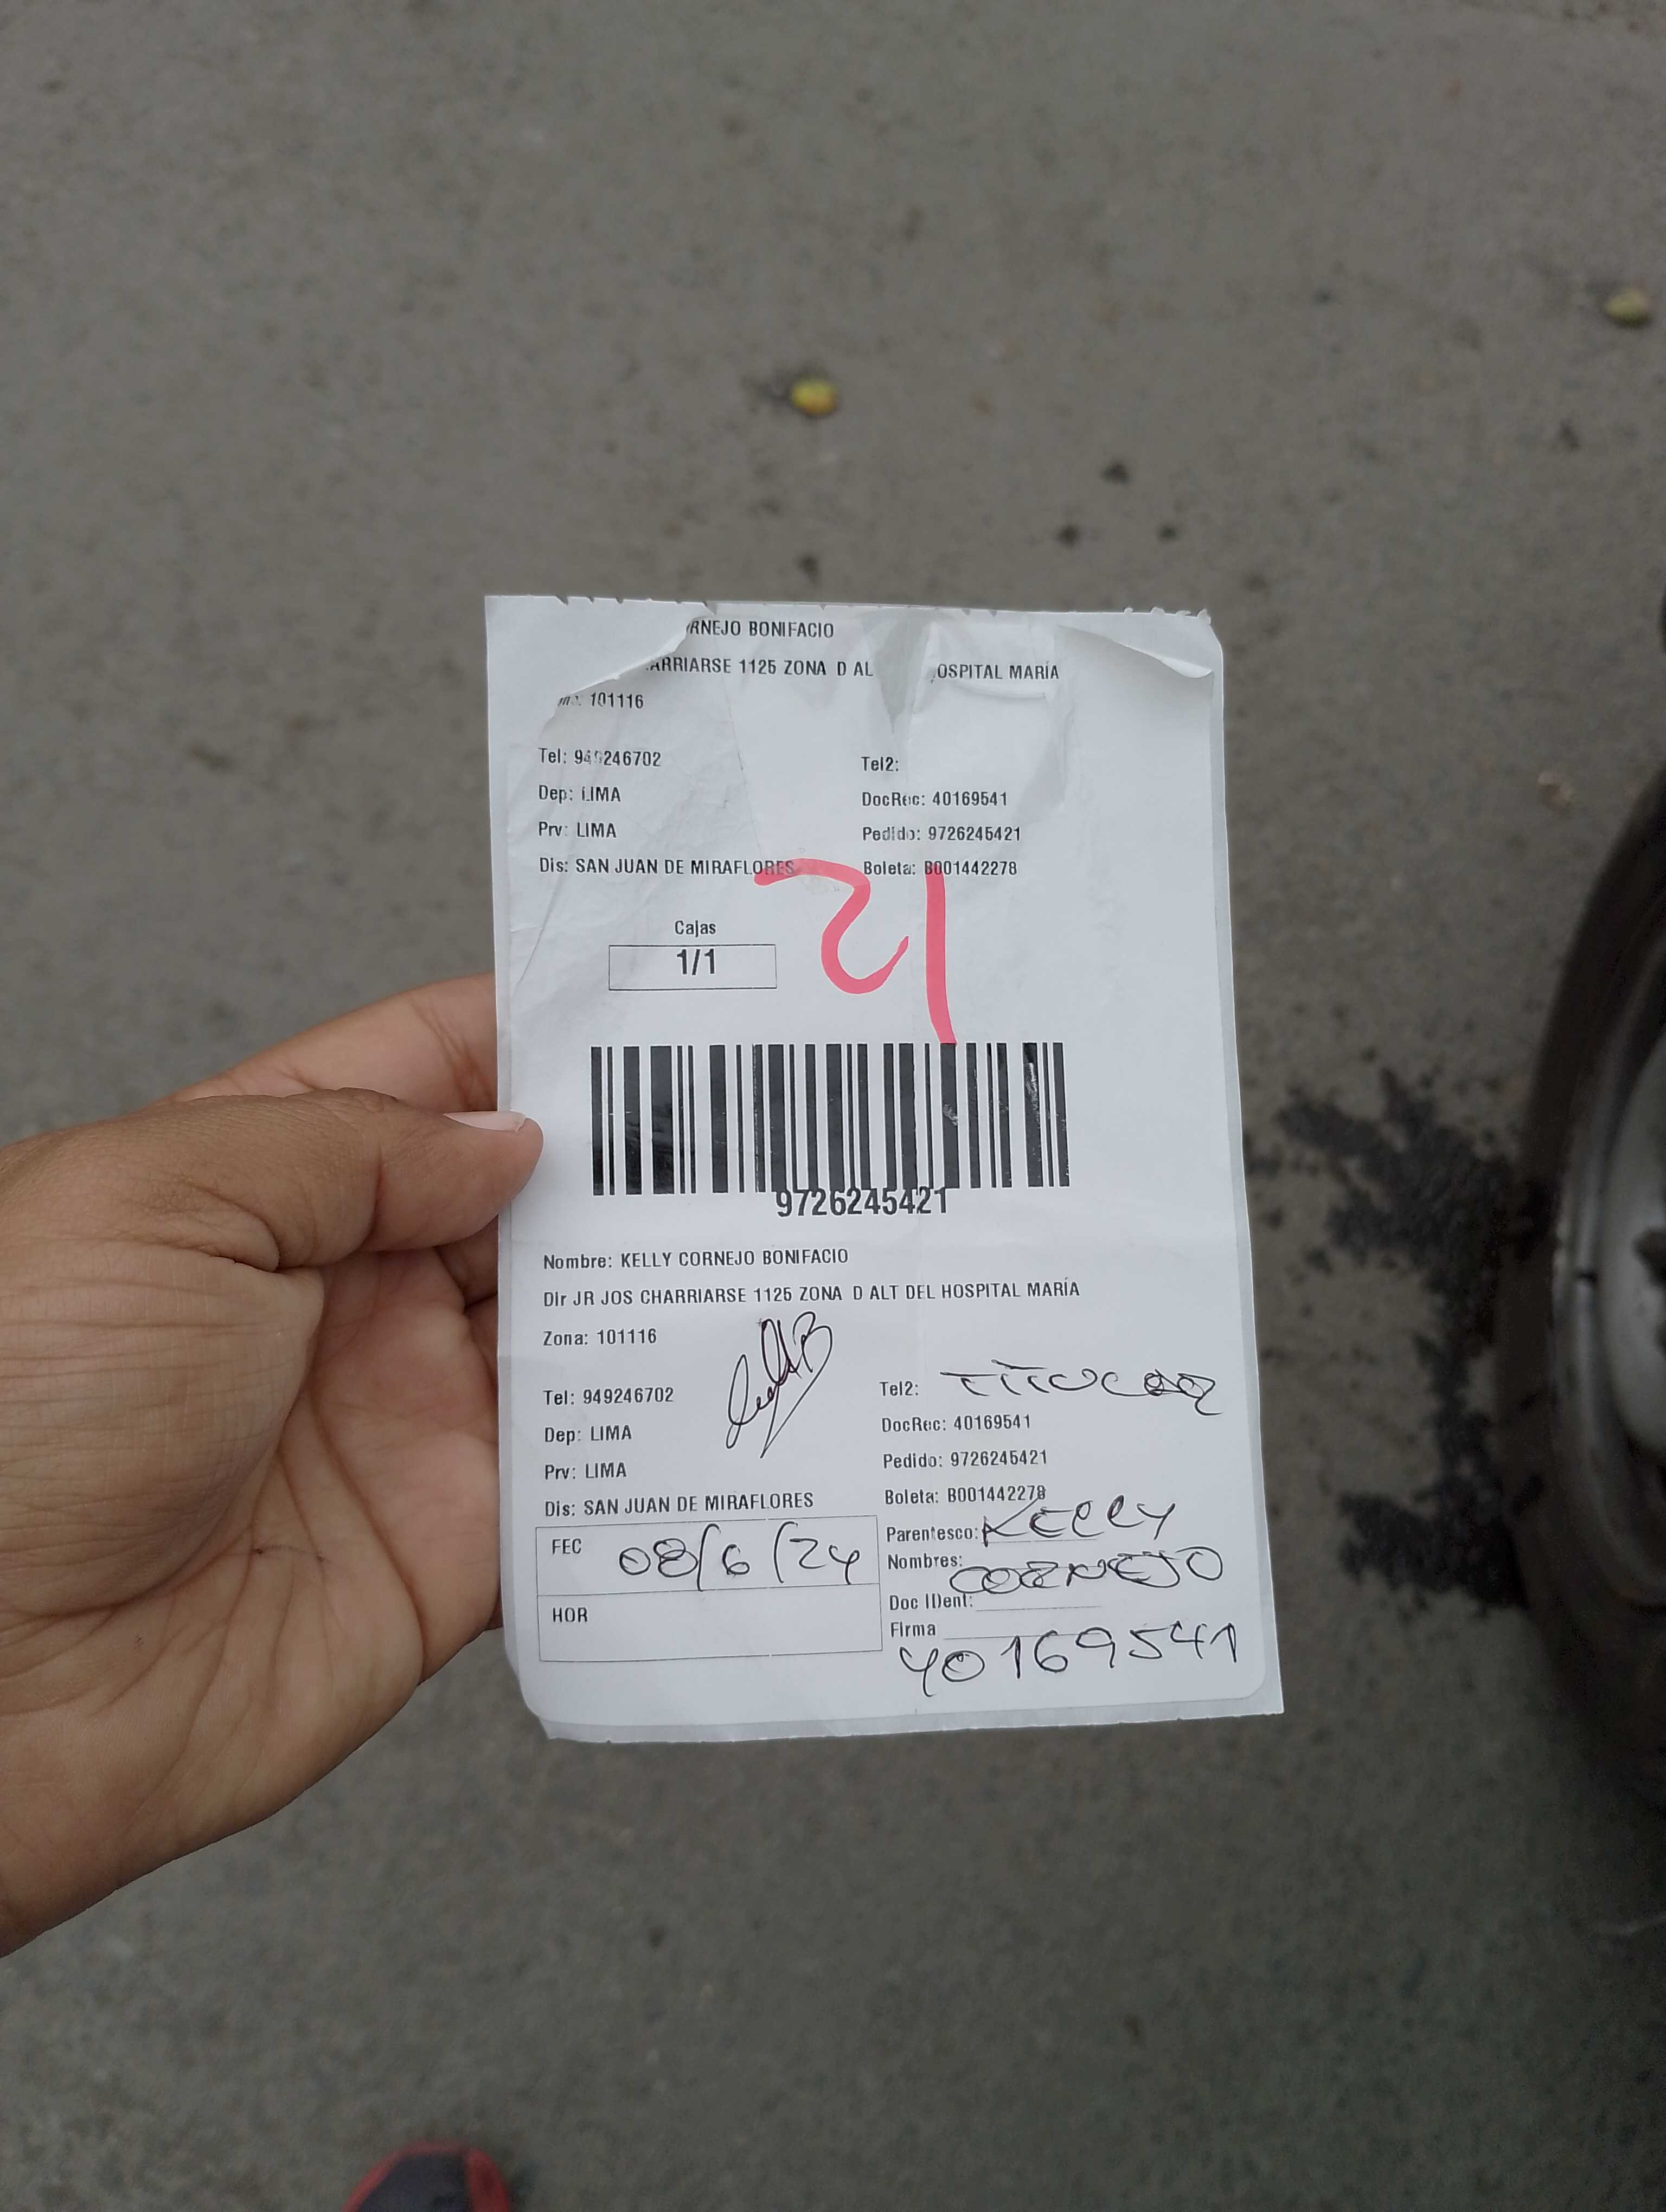 RNEJO BONIFACIO
ARRIARSE 1125 ZONA D AL OSPITAL MARÍA
101116
Tel: 949246702 Tel2:
Dep: LIMA DocRec: 40169541
Prv: LIMA Pedido: 9726245421
Dis: SAN JUAN DE MIRAFLORES Boleta: B001442278
21
Cajas
1/1
9726245421
Nombre: KELLY CORNEJO BONIFACIO
Dir JR JOS CHARRIARSE 1125 ZONA D ALT DEL HOSPITAL MARÍA
Zona: 101116
Tel: 949246702 Tel2: TITULAR
Dep: LIMA DocRec: 40169541
Prv: LIMA Pedido: 9726245421
Dis: SAN JUAN DE MIRAFLORES Boleta: B001442278
FEC 08/6/24 Parentesco: KELLY
Nombres: CORNEJO
HOR Doc IDent:
Firma
40169541